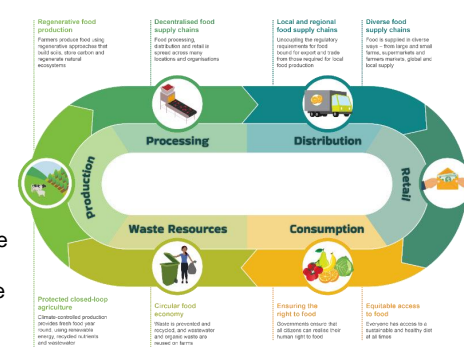 Regenerative food
production
Farmers produce food using
regenerative approaches that
build soils, store carbon and
regenerate natural
ecosystems
Decentralised food
supply chains
Food processing,
distribution and retail is
spread across many
locations and organisations
Local and regional
food supply chains
Uncoupling the regulatory
requirements for food
bound for export and trade
from those required for local
food production
Diverse food
supply chains
Food is supplied in diverse
ways – from large and small
farms, supermarkets and
farmers markets, global and
local supply
Processing
Distribution
Production
Retail
Waste Resources
Consumption
e
e
Protected closed-loop
agriculture
Climate-controlled production
provides fresh food year
round, using renewable
energy, recycled nutrients
and wastewater
Circular food
economy
Waste is prevented and
recycled, and wastewater
and organic waste are
reused on farms
Ensuring the
right to food
Governments ensure that
all citizens can realise their
human right to food
Equitable access
to food
Everyone has access to a
sustainable and healthy diet
at all times